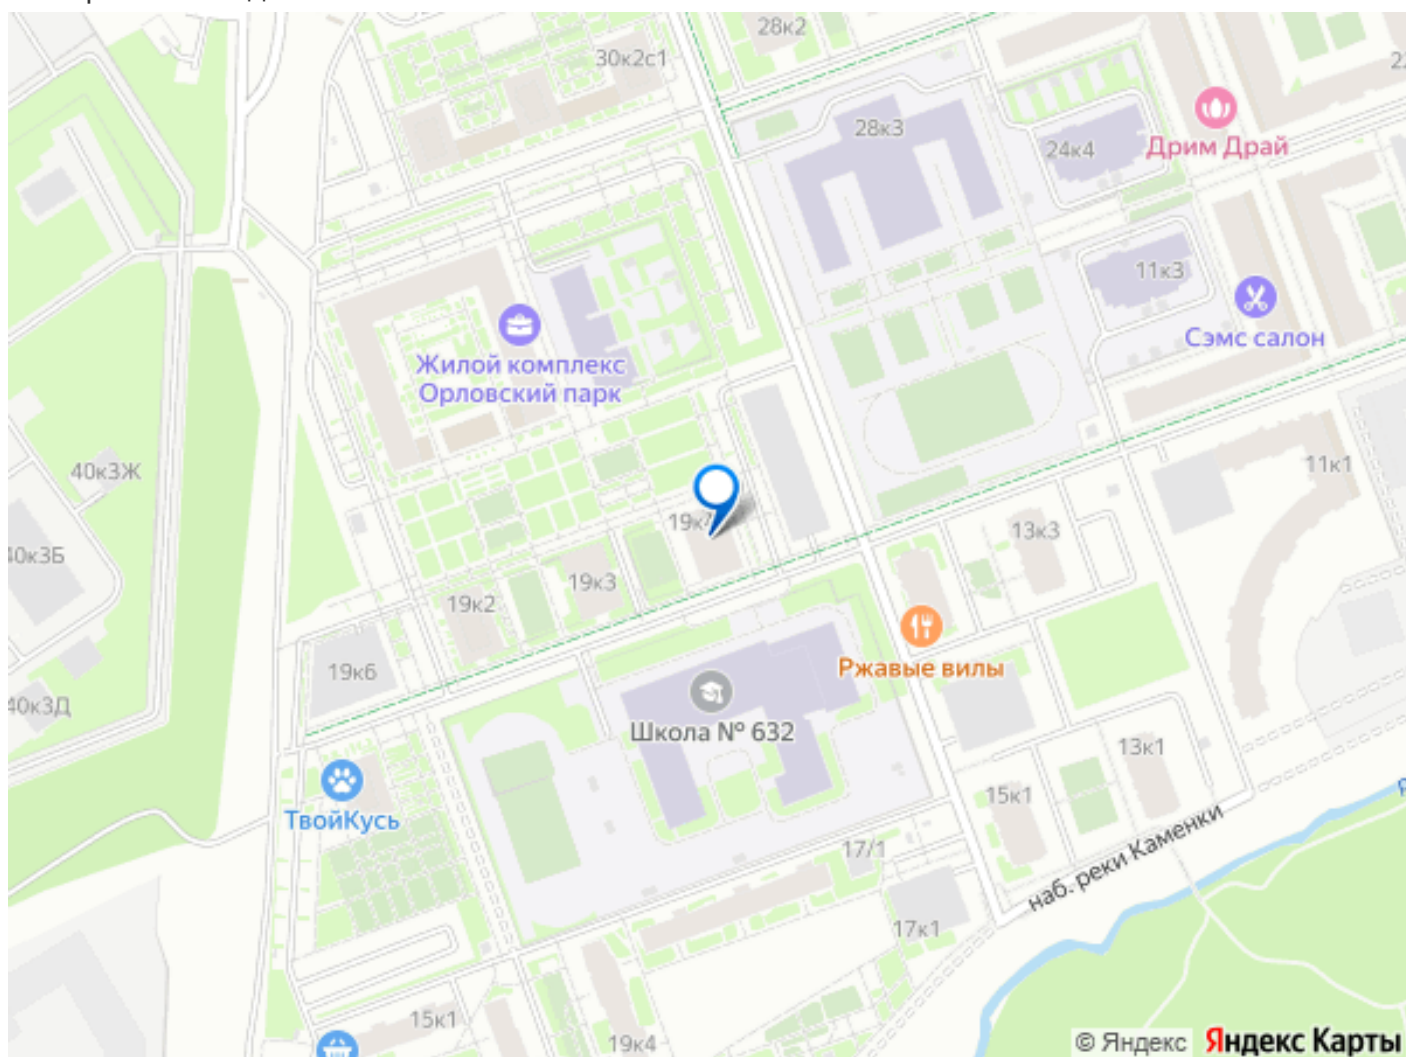 28к2
30к2с1
28к3
24к4
Дрим Драй
11к3
Сэмс салон
Жилой комплекс
Орловский парк
40к3Ж
11к1
40к3Б
19к3
13к3
19к2
Ржавые вилы
19к6
40к3Д
Школа № 632
13к1
15к1
ТвойКусь
наб. реки Каменки
17/1
17к1
15к1
19к4
© Яндекс Яндекс Карты